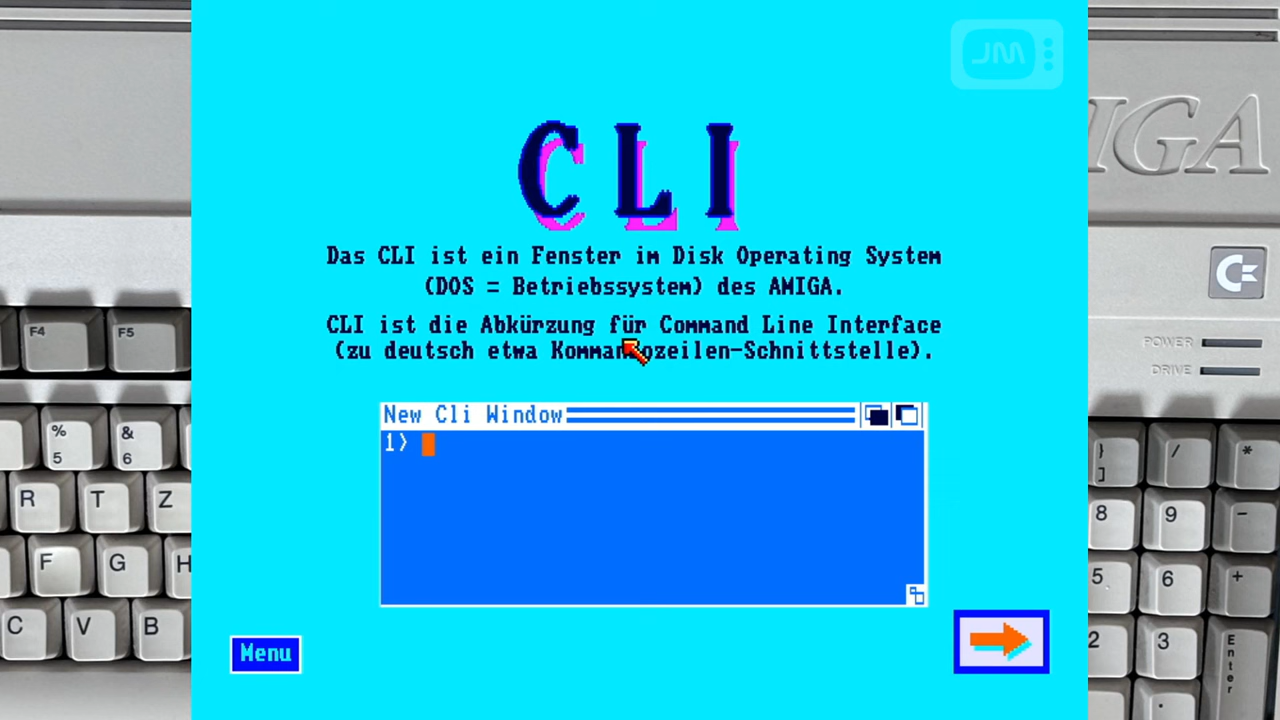 JM
CLI
Das CLI ist ein Fenster im Disk Operating System
(DOS = Betriebssystem) des AMIGA.
CLI ist die Abkürzung für Command Line Interface
(zu deutsch etwa Kommandozeilen-Schnittstelle).
New Cli Window
1>
Menu
IGA
POWER
DRIVE
F4
F5
%
5
&
6
R
T
Z
F
G
H
C
V
B
}
]
/
*
8
9
-
5
6
+
2
3
.
Enter